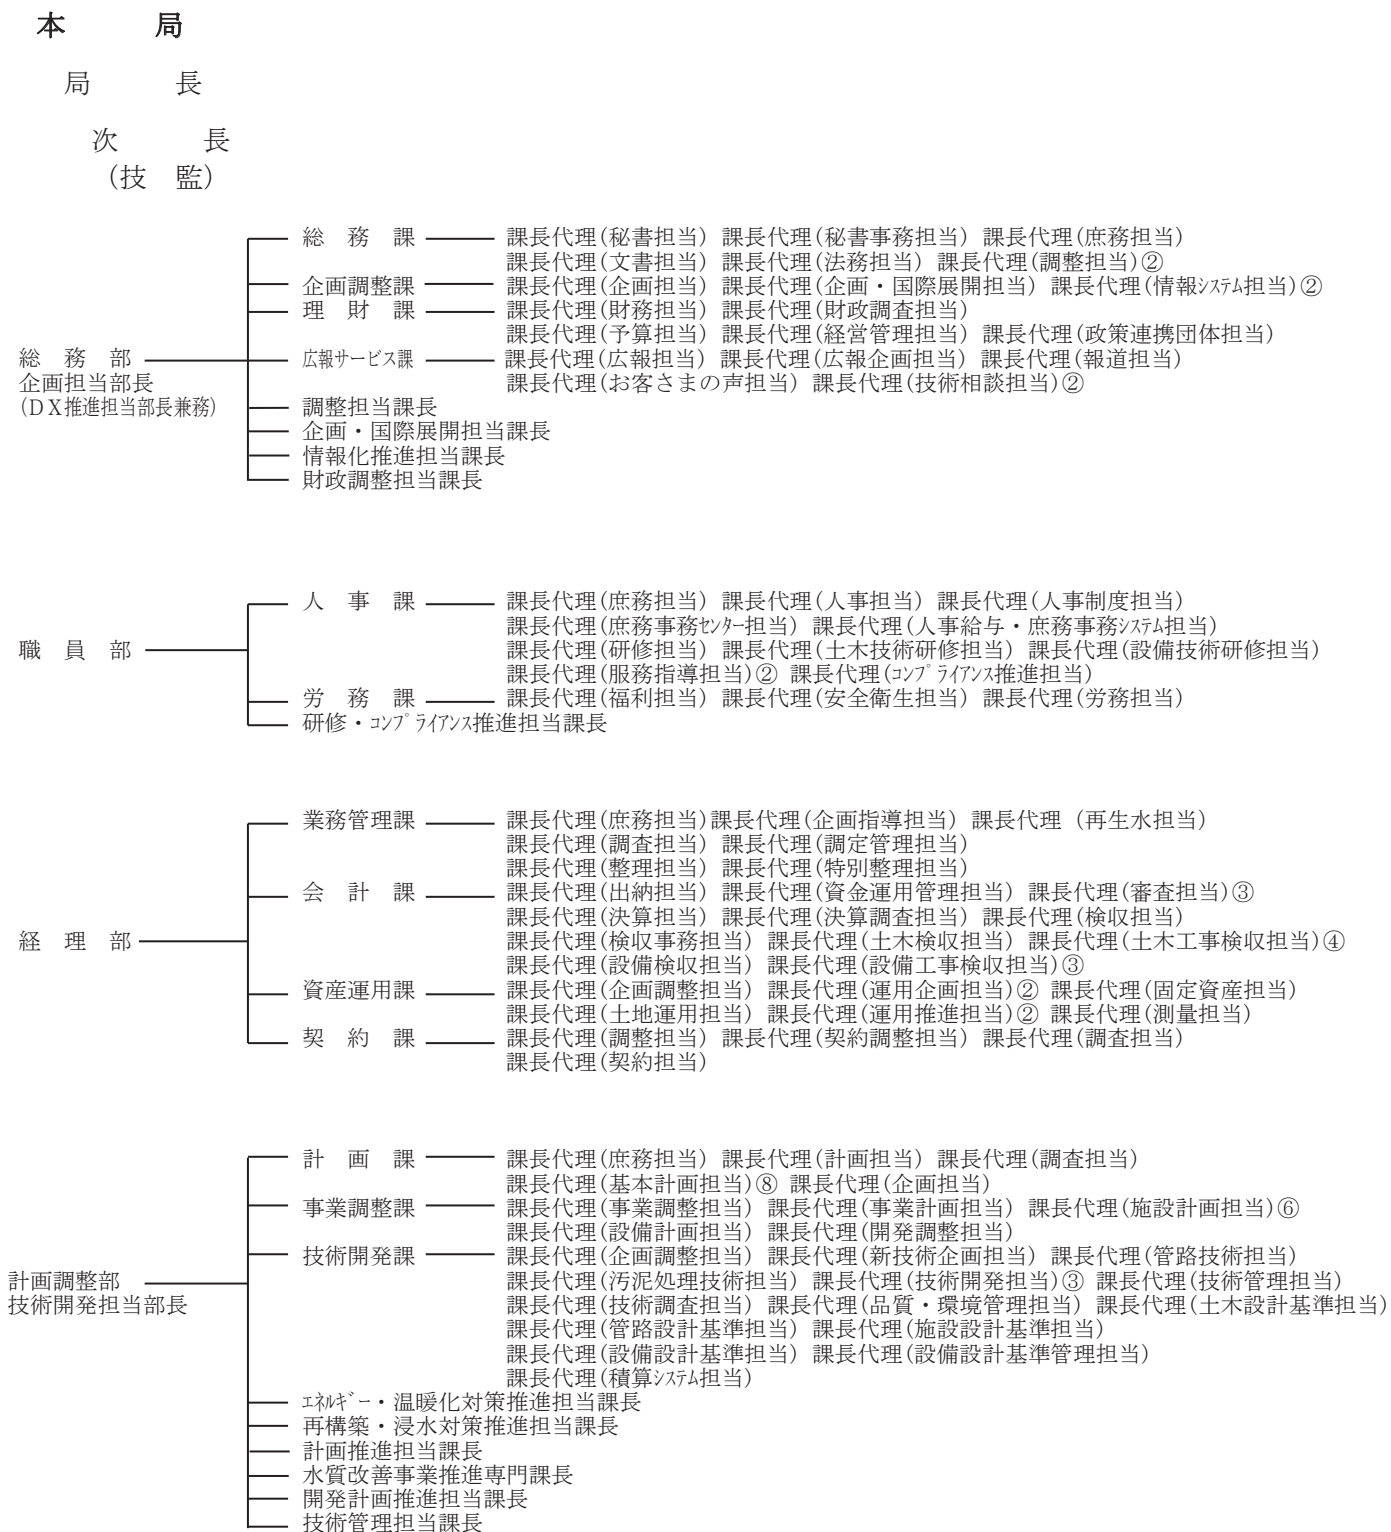 本　局
局　長
次　長
（技　監）
総　務　課　課長代理(秘書担当) 課長代理(秘書事務担当) 課長代理(庶務担当)
課長代理(文書担当) 課長代理(法務担当) 課長代理(調整担当)②
企画調整課　課長代理(企画担当) 課長代理(企画・国際展開担当) 課長代理(情報ｼｽﾃﾑ担当)②
理　財　課　課長代理(財務担当) 課長代理(財政調査担当)
課長代理(予算担当) 課長代理(経営管理担当) 課長代理(政策連携団体担当)
総　務　部　広報サービス課　課長代理(広報担当) 課長代理(広報企画担当) 課長代理(報道担当)
企画担当部長　課長代理(お客さまの声担当) 課長代理(技術相談担当)②
(ＤＸ推進担当部長兼務)　調整担当課長
企画・国際展開担当課長
情報化推進担当課長
財政調整担当課長
人　事　課　課長代理(庶務担当) 課長代理(人事担当) 課長代理(人事制度担当)
課長代理(庶務事務ｾﾝﾀｰ担当) 課長代理(人事給与・庶務事務ｼｽﾃﾑ担当)
職　員　部　課長代理(研修担当) 課長代理(土木技術研修担当) 課長代理(設備技術研修担当)
課長代理(服務指導担当)② 課長代理(ｺﾝﾌﾟﾗｲｱﾝｽ推進担当)
労　務　課　課長代理(福利担当) 課長代理(安全衛生担当) 課長代理(労務担当)
研修・ｺﾝﾌﾟﾗｲｱﾝｽ推進担当課長
業務管理課　課長代理(庶務担当)課長代理(企画指導担当) 課長代理 (再生水担当)
課長代理(調査担当) 課長代理(調定管理担当)
課長代理(整理担当) 課長代理(特別整理担当)
会　計　課　課長代理(出納担当) 課長代理(資金運用管理担当) 課長代理(審査担当)③
課長代理(決算担当) 課長代理(決算調査担当) 課長代理(検収担当)
経　理　部　課長代理(検収事務担当) 課長代理(土木検収担当) 課長代理(土木工事検収担当)④
課長代理(設備検収担当) 課長代理(設備工事検収担当)③
資産運用課　課長代理(企画調整担当) 課長代理(運用企画担当)② 課長代理(固定資産担当)
課長代理(土地運用担当) 課長代理(運用推進担当)② 課長代理(測量担当)
契　約　課　課長代理(調整担当) 課長代理(契約調整担当) 課長代理(調査担当)
課長代理(契約担当)
計　画　課　課長代理(庶務担当) 課長代理(計画担当) 課長代理(調査担当)
課長代理(基本計画担当)⑧ 課長代理(企画担当)
事業調整課　課長代理(事業調整担当) 課長代理(事業計画担当) 課長代理(施設計画担当)⑥
課長代理(設備計画担当) 課長代理(開発調整担当)
技術開発課　課長代理(企画調整担当) 課長代理(新技術企画担当) 課長代理(管路技術担当)
計画調整部　課長代理(汚泥処理技術担当) 課長代理(技術開発担当)③ 課長代理(技術管理担当)
技術開発担当部長　課長代理(技術調査担当) 課長代理(品質・環境管理担当) 課長代理(土木設計基準担当)
課長代理(管路設計基準担当) 課長代理(施設設計基準担当)
課長代理(設備設計基準担当) 課長代理(設備設計基準管理担当)
課長代理(積算ｼｽﾃﾑ担当)
ｴﾈﾙｷﾞｰ・温暖化対策推進担当課長
再構築・浸水対策推進担当課長
計画推進担当課長
水質改善事業推進専門課長
開発計画推進担当課長
技術管理担当課長